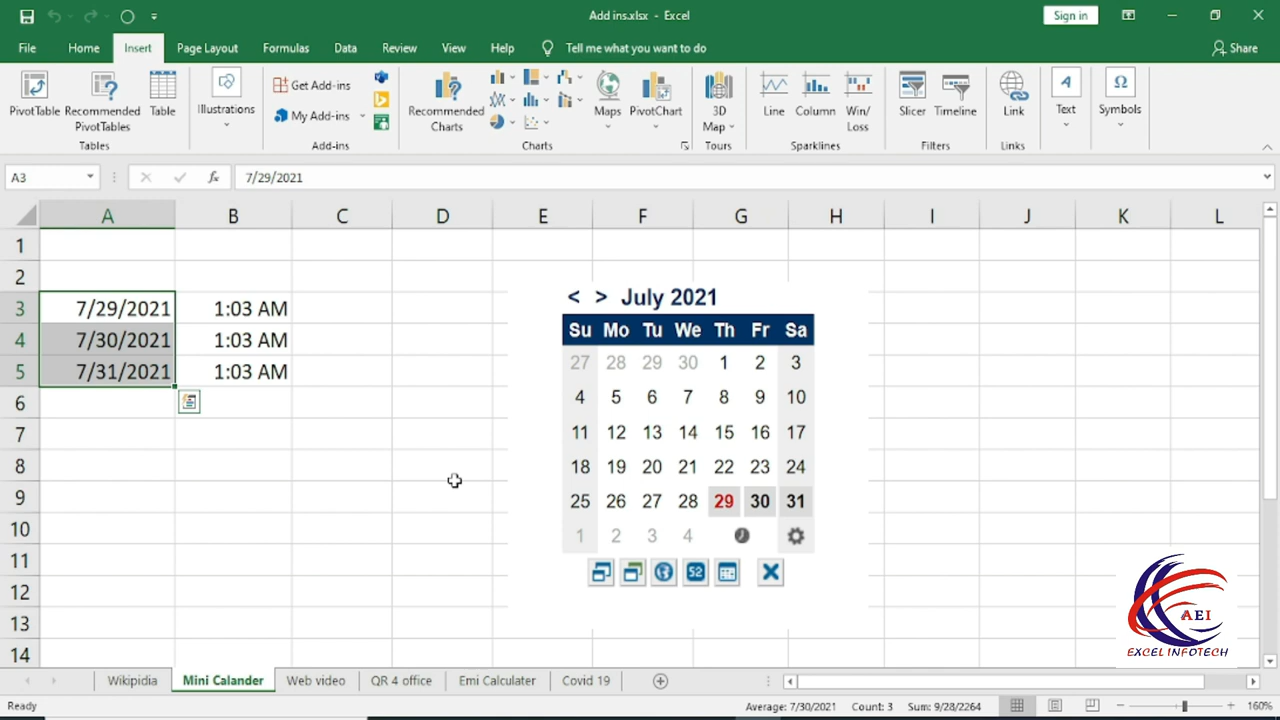 Add ins.xlsx - Excel
Sign in
File Home Insert Page Layout Formulas Data Review View Help Tell me what you want to do Share
PivotTable Recommended PivotTables Table
Illustrations
Get Add-ins
My Add-ins
Recommended Charts
Maps PivotChart
3D Map
Line Column Win/Loss
Slicer Timeline
Link
Text
Symbols
Tables Add-ins Charts Tours Sparklines Filters Links
A3 fx 7/29/2021
A B C D E F G H I J K L
1
2
3 7/29/2021 1:03 AM
4 7/30/2021 1:03 AM
5 7/31/2021 1:03 AM
6
7
8
9
10
11
12
13
14
< > July 2021
Su Mo Tu We Th Fr Sa
27 28 29 30 1 2 3
4 5 6 7 8 9 10
11 12 13 14 15 16 17
18 19 20 21 22 23 24
25 26 27 28 29 30 31
1 2 3 4
52
AEI
EXCEL INFOTECH
Wikipidia Mini Calander Web video QR 4 office Emi Calculater Covid 19
Ready Average: 7/30/2021 Count: 3 Sum: 9/28/2264 160%